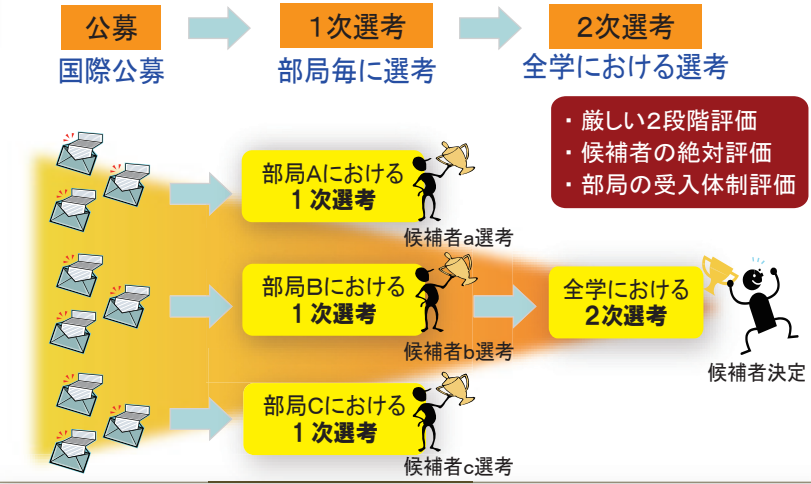 公募
1次選考
2次選考
国際公募
部局毎に選考
全学における選考
・厳しい2段階評価
・候補者の絶対評価
・部局の受入体制評価
部局Aにおける
1次選考
候補者a選考
部局Bにおける
1次選考
候補者b選考
全学における
2次選考
候補者決定
部局Cにおける
1次選考
候補者c選考